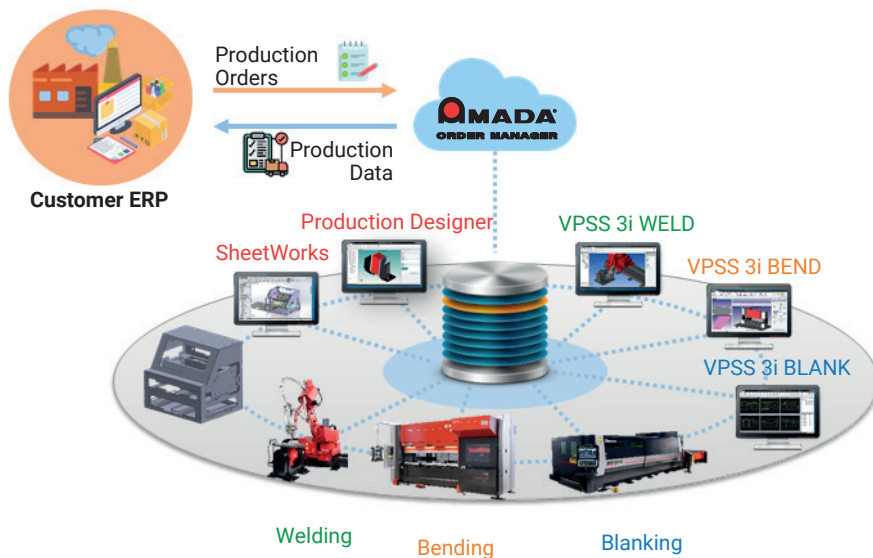 Production
Orders
AMADA
ORDER MANAGER
Production
Data
Customer ERP
Production Designer
VPSS 3i WELD
SheetWorks
VPSS 3i BEND
VPSS 3i BLANK
Welding
Bending
Blanking